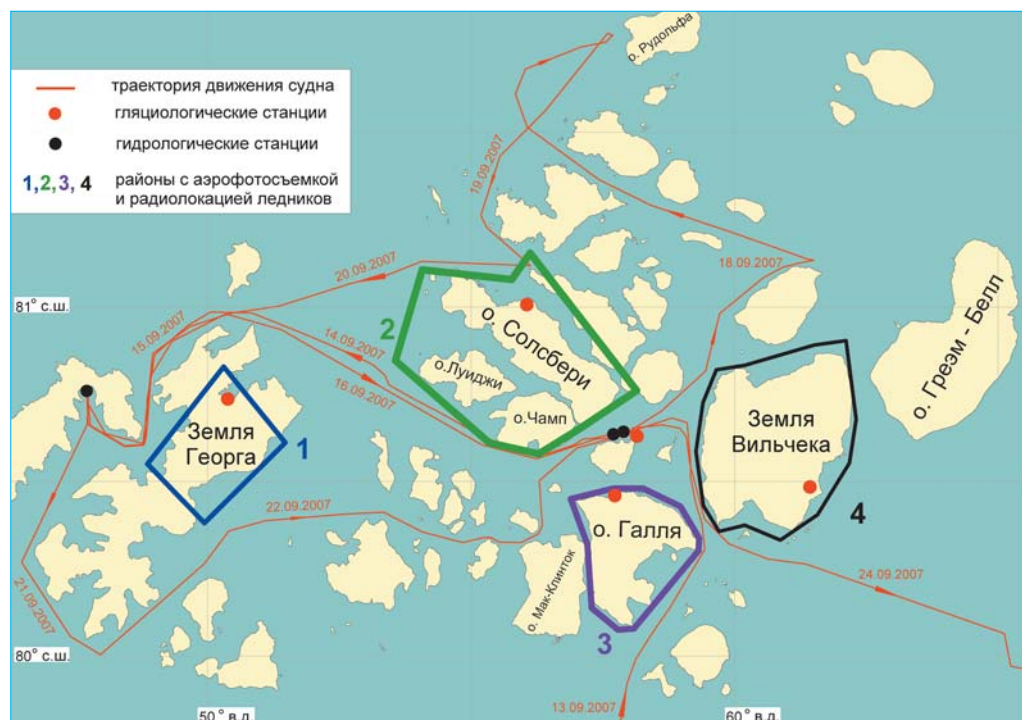 о. Рудольфа
траектория движения судна
гляциологические станции
гидрологические станции
1,2,3, 4 районы с аэрофотосъемкой
и радиолокацией ледников
19.09.2007
18.09.2007
20.09.2007
81° с.ш.
15.09.2007
14.09.2007
16.09.2007
2
о. Солсбери
о.Луиджи
о.Чамп
о. Грезм - Белл
Земля
Георга
1
Земля
Вильчека
4
22.09.2007
о. Галля
о. Мак-Клинток
21.09.2007
24.09.2007
3
80° с.ш.
13.09.2007
50° в.д.
60° в.д.